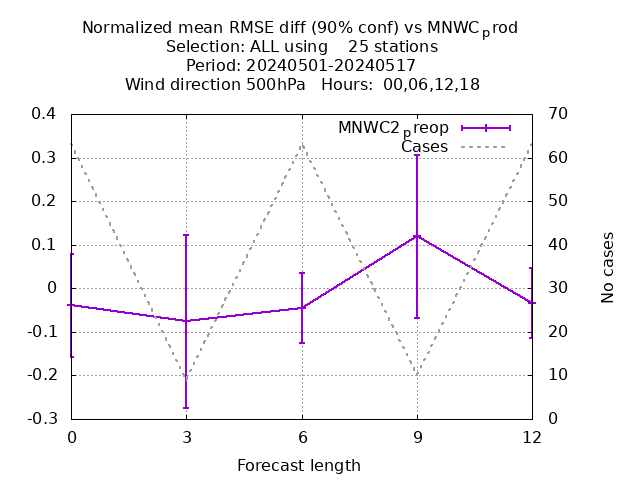 Normalized mean RMSE diff (90% conf) vs MNWCprod
Selection: ALL using    25 stations
Period: 20240501-20240517
Wind direction 500hPa   Hours:  00,06,12,18
0.4
0.3
0.2
0.1
0
-0.1
-0.2
-0.3
70
60
50
40
30
20
10
0
MNWC2preop
Cases
No cases
0 3 6 9 12
Forecast length